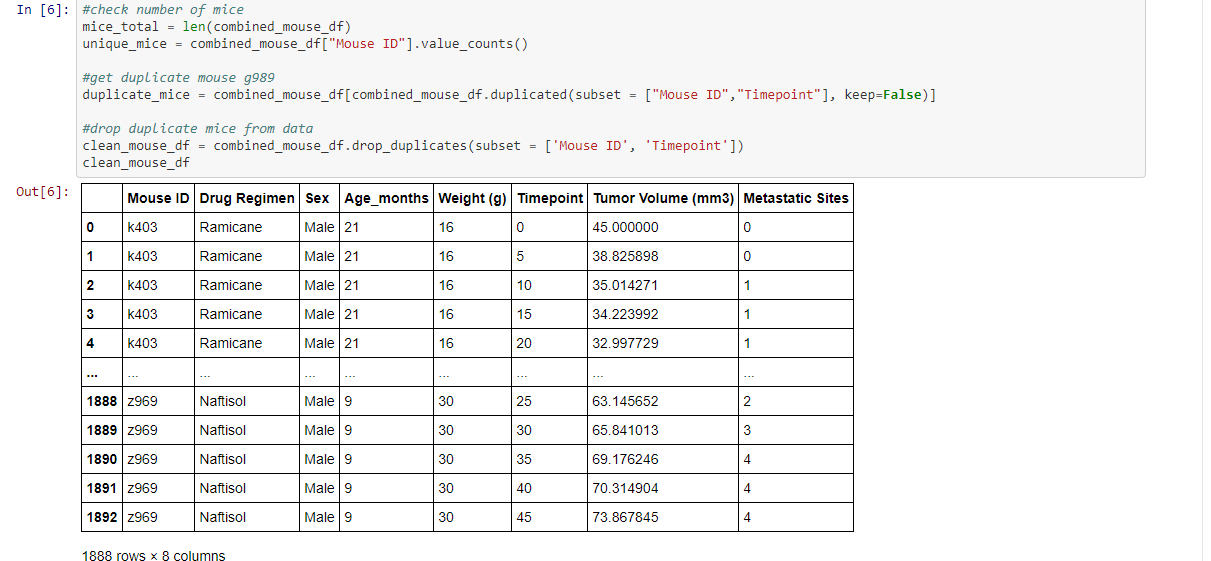 In [6]: #check number of mice
mice_total = len(combined_mouse_df)
unique_mice = combined_mouse_df["Mouse ID"].value_counts()
#get duplicate mouse g989
duplicate_mice = combined_mouse_df[combined_mouse_df.duplicated(subset = ["Mouse ID","Timepoint"], keep=False)]
#drop duplicate mice from data
clean_mouse_df = combined_mouse_df.drop_duplicates(subset = ['Mouse ID', 'Timepoint'])
clean_mouse_df
Out[6]:
Mouse ID Drug Regimen Sex Age_months Weight (g) Timepoint Tumor Volume (mm3) Metastatic Sites
0 k403 Ramicane Male 21 16 0 45.000000 0
1 k403 Ramicane Male 21 16 5 38.825898 0
2 k403 Ramicane Male 21 16 10 35.014271 1
3 k403 Ramicane Male 21 16 15 34.223992 1
4 k403 Ramicane Male 21 16 20 32.997729 1
... ... ... ... ... ... ... ... ...
1888 z969 Naftisol Male 9 30 25 63.145652 2
1889 z969 Naftisol Male 9 30 30 65.841013 3
1890 z969 Naftisol Male 9 30 35 69.176246 4
1891 z969 Naftisol Male 9 30 40 70.314904 4
1892 z969 Naftisol Male 9 30 45 73.867845 4
1888 rows × 8 columns